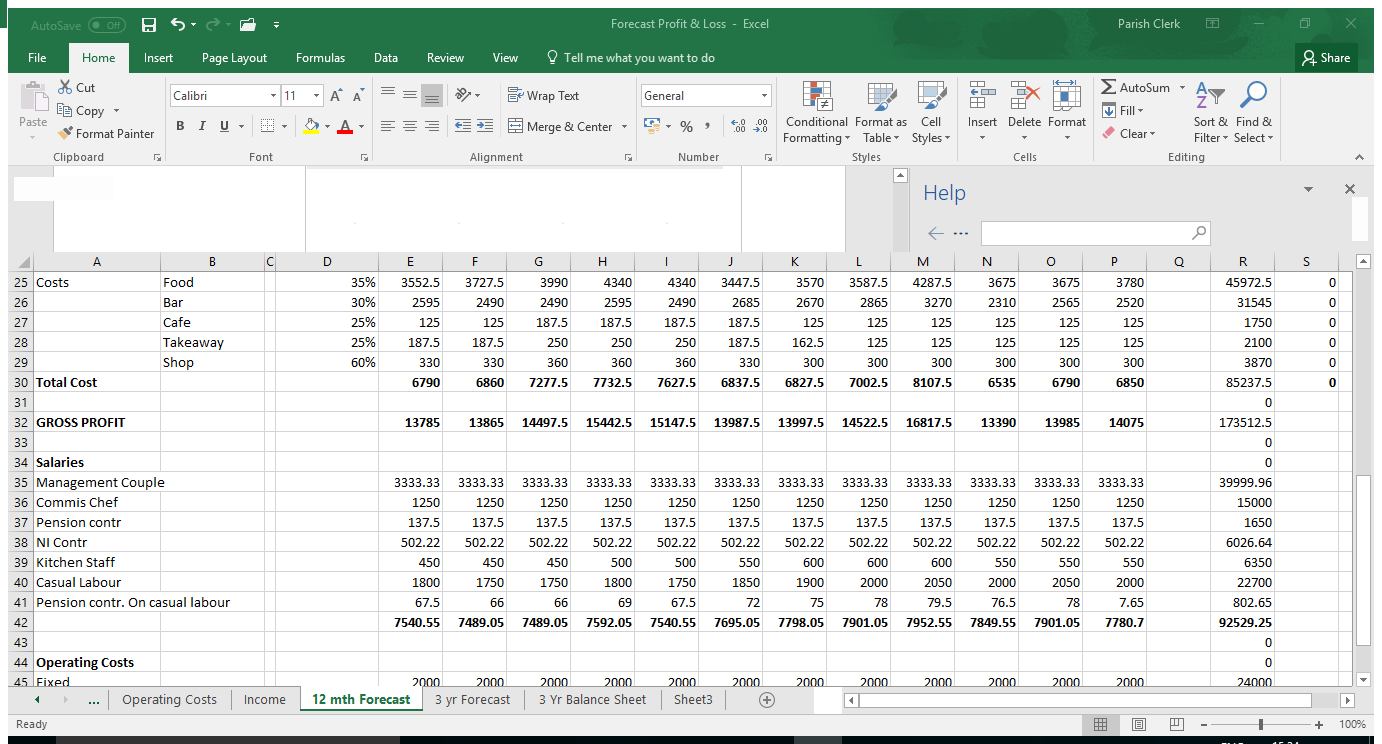 AutoSave Off Forecast Profit & Loss - Excel Parish Clerk
File Home Insert Page Layout Formulas Data Review View Tell me what you want to do Share
Cut
Copy
Format Painter
Paste
Clipboard
Calibri 11
B I U
Font
Wrap Text
Merge & Center
Alignment
General
% ,
Number
Conditional Formatting
Format as Table
Cell Styles
Styles
Insert Delete Format
Cells
AutoSum
Fill
Clear
Sort & Filter
Find & Select
Editing
Help
A B C D E F G H I J K L M N O P Q R S
25 Costs Food 35% 3552.5 3727.5 3990 4340 4340 3447.5 3570 3587.5 4287.5 3675 3675 3780 45972.5 0
26 Bar 30% 2595 2490 2490 2595 2490 2685 2670 2865 3270 2310 2565 2520 31545 0
27 Cafe 25% 125 125 187.5 187.5 187.5 187.5 125 125 125 125 125 125 1750 0
28 Takeaway 25% 187.5 187.5 250 250 250 187.5 162.5 125 125 125 125 125 2100 0
29 Shop 60% 330 330 360 360 360 330 300 300 300 300 300 300 3870 0
30 Total Cost 6790 6860 7277.5 7732.5 7627.5 6837.5 6827.5 7002.5 8107.5 6535 6790 6850 85237.5 0
31 0
32 GROSS PROFIT 13785 13865 14497.5 15442.5 15147.5 13987.5 13997.5 14522.5 16817.5 13390 13985 14075 173512.5
33 0
34 Salaries 0
35 Management Couple 3333.33 3333.33 3333.33 3333.33 3333.33 3333.33 3333.33 3333.33 3333.33 3333.33 3333.33 3333.33 39999.96
36 Commis Chef 1250 1250 1250 1250 1250 1250 1250 1250 1250 1250 1250 1250 15000
37 Pension contr 137.5 137.5 137.5 137.5 137.5 137.5 137.5 137.5 137.5 137.5 137.5 137.5 1650
38 NI Contr 502.22 502.22 502.22 502.22 502.22 502.22 502.22 502.22 502.22 502.22 502.22 502.22 6026.64
39 Kitchen Staff 450 450 450 500 500 550 600 600 600 550 550 550 6350
40 Casual Labour 1800 1750 1750 1800 1750 1850 1900 2000 2050 2000 2050 2000 22700
41 Pension contr. On casual labour 67.5 66 66 69 67.5 72 75 78 79.5 76.5 78 7.65 802.65
42 7540.55 7489.05 7489.05 7592.05 7540.55 7695.05 7798.05 7901.05 7952.55 7849.55 7901.05 7780.7 92529.25
43 0
44 Operating Costs 0
45 Fixed 2000 2000 2000 2000 2000 2000 2000 2000 2000 2000 2000 2000 24000
... Operating Costs Income 12 mth Forecast 3 yr Forecast 3 Yr Balance Sheet Sheet3
Ready 100%